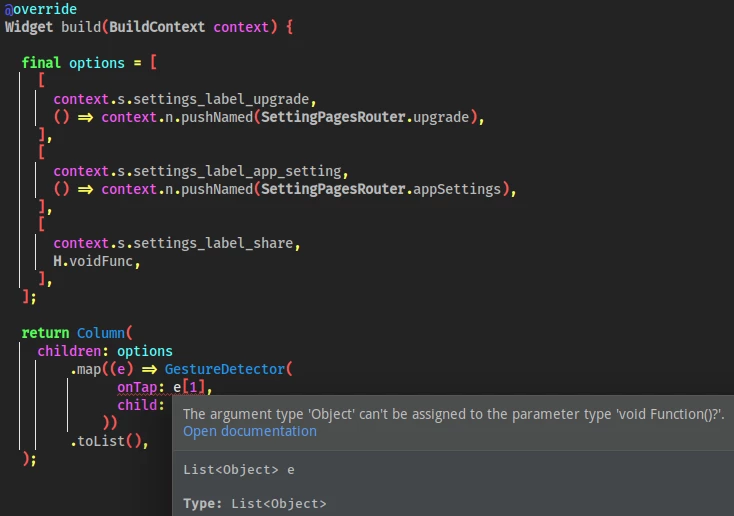 @override
Widget build(BuildContext context) {
final options = [
[
context.s.settings_label_upgrade,
() => context.n.pushNamed(SettingPagesRouter.upgrade),
],
[
context.s.settings_label_app_setting,
() => context.n.pushNamed(SettingPagesRouter.appSettings),
],
[
context.s.settings_label_share,
H.voidFunc,
],
];
return Column(
children: options
.map((e) => GestureDetector(
onTap: e[1],
child:
))
.toList(),
);
The argument type 'Object' can't be assigned to the parameter type 'void Function()?'.
Open documentation
List<Object> e
Type: List<Object>